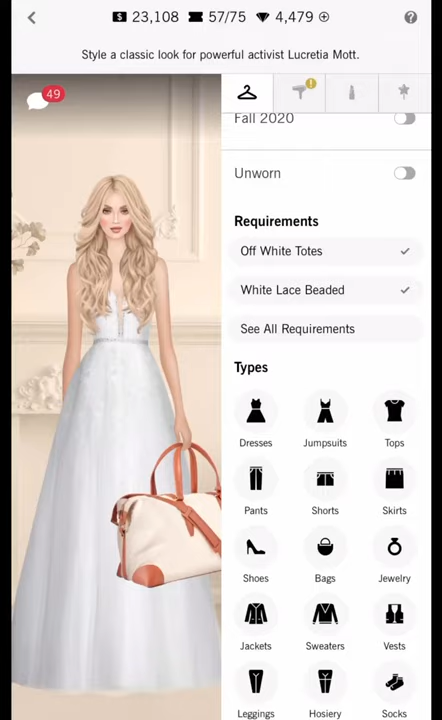 23,108 57/75 4,479
Style a classic look for powerful activist Lucretia Mott.
49
Fall 2020
Unworn
Requirements
Off White Totes
White Lace Beaded
See All Requirements
Types
Dresses Jumpsuits Tops
Pants Shorts Skirts
Shoes Bags Jewelry
Jackets Sweaters Vests
Leggings Hosiery Socks